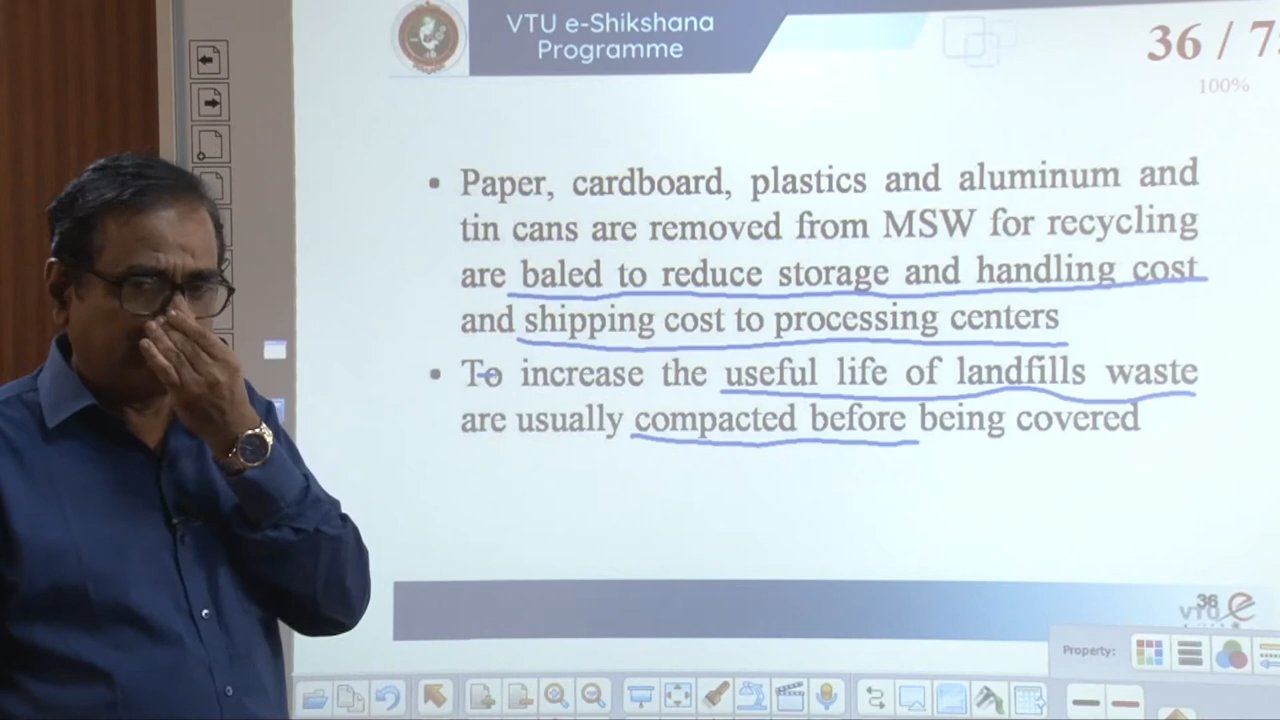 VTU e-Shikshana
Programme
36 / 7
100%
• Paper, cardboard, plastics and aluminum and
tin cans are removed from MSW for recycling
are baled to reduce storage and handling cost
and shipping cost to processing centers
• To increase the useful life of landfills waste
are usually compacted before being covered
36
VTU e
Property: